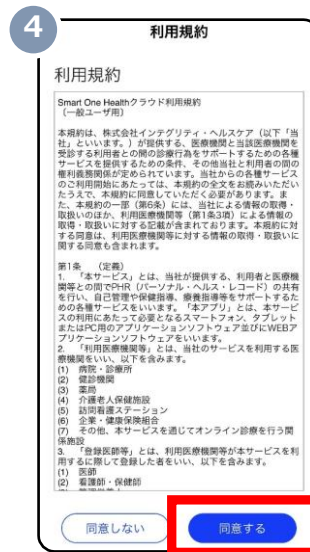 4
利用規約
利用規約
Smart One Healthクラウド利用規約
（一般ユーザ用）
本規約は、株式会社インテグリティ・ヘルスケア（以下「当
社」といいます。）が提供する、医療機関と当該医療機関を
受診する利用者との間の診療行為をサポートするための各種
サービスを提供するための条件、その他当社と利用者の間の
権利義務関係が定められています。当社からの各種サービス
のご利用開始にあたっては、本規約の全文をお読みいただい
たうえで、本規約に同意していただく必要があります。ま
た、本規約の一部（第6条）には、当社による情報の取得・
取扱いのほか、利用医療機関等（第1条3項）による情報の
取得・取扱いに対する記載が含まれております。本規約に対
する同意は、利用医療機関等に対する情報の取得・取扱いに
関する同意も含まれます。
第1条　（定義）
1.　「本サービス」とは、当社が提供する、利用者と医療機
関等との間でPHR（パーソナル・ヘルス・レコード）の共有
を行い、自己管理や保健指導、療養指導等をサポートするた
めの各種サービスをいいます。「本アプリ」とは、本サービ
スの利用にあたって必要となるスマートフォン、タブレット
またはPC用のアプリケーションソフトウェア並びにWEBア
プリケーションソフトウェアをいいます。
2.　「利用医療機関等」とは、当社のサービスを利用する医
療機関をいい、以下を含みます。
(1)　病院・診療所
(2)　健診機関
(3)　薬局
(4)　介護老人保健施設
(5)　訪問看護ステーション
(6)　企業・健康保険組合
(7)　その他、本サービスを通じてオンライン診療を行う関
係施設
3.　「登録医師等」とは、利用医療機関等が本サービスを利
用するに際して登録した者をいい、以下を含みます。
(1)　医師
(2)　看護師・保健師
同意しない
同意する